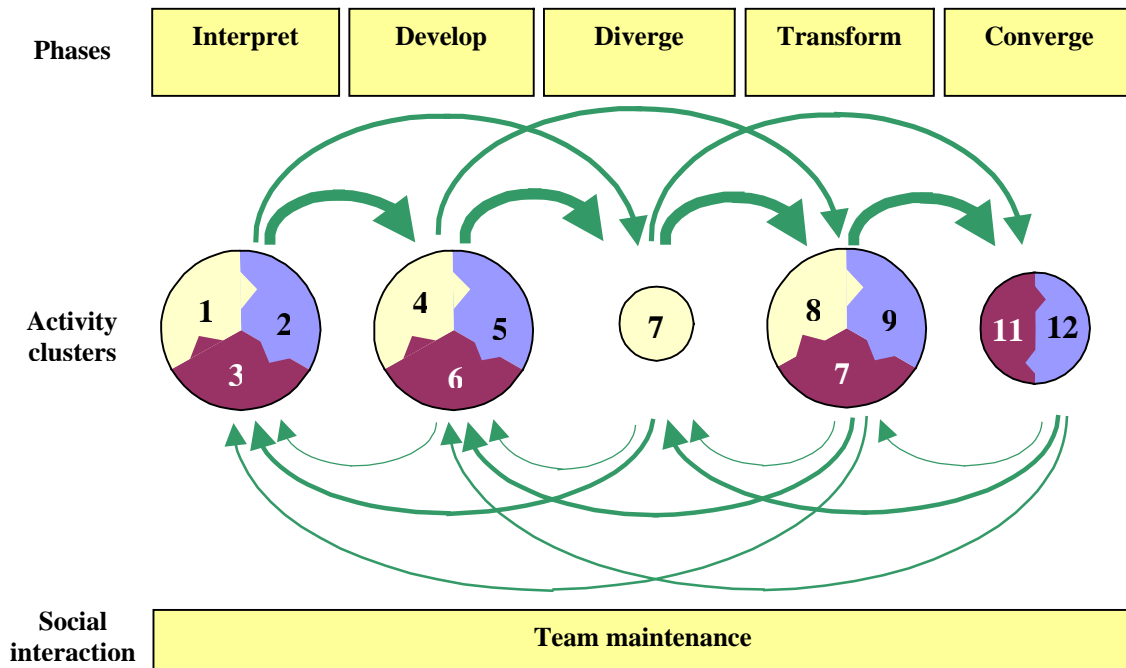 Phases
Interpret
Develop
Diverge
Transform
Converge
Activity
clusters
1
2
3
4
5
6
7
8
9
7
11
12
Social
interaction
Team maintenance